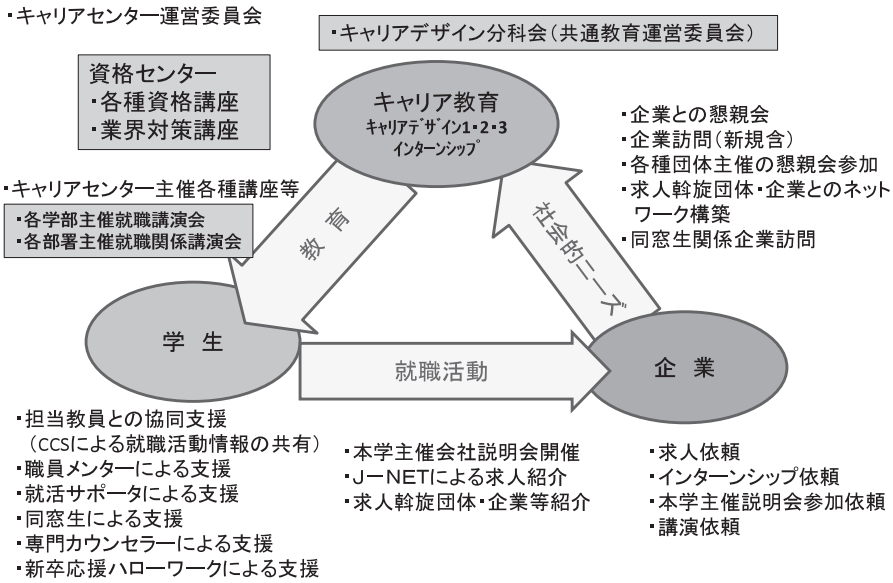 ・キャリアセンター運営委員会
・キャリアデザイン分科会（共通教育運営委員会）
資格センター
・各種資格講座
・業界対策講座
キャリア教育
ｷｬﾘｱﾃﾞｻﾞｲﾝ1・2・3
ｲﾝﾀｰﾝｼｯﾌﾟ
・企業との懇親会
・企業訪問（新規含）
・各種団体主催の懇親会参加
・求人斡旋団体・企業とのネット
ワーク構築
・同窓生関係企業訪問
・キャリアセンター主催各種講座等
・各学部主催就職講演会
・各部署主催就職関係講演会
教育
社会的ニーズ
学 生
就職活動
企 業
・担当教員との協同支援
（CCSによる就職活動情報の共有）
・職員メンターによる支援
・就活サポータによる支援
・同窓生による支援
・専門カウンセラーによる支援
・新卒応援ハローワークによる支援
・本学主催会社説明会開催
・J－NETによる求人紹介
・求人斡旋団体・企業等紹介
・求人依頼
・インターンシップ依頼
・本学主催説明会参加依頼
・講演依頼